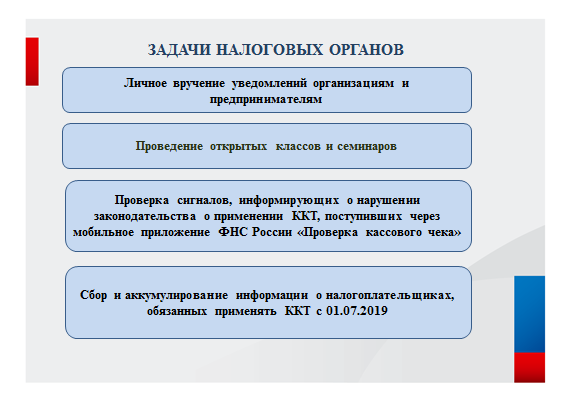 ЗАДАЧИ НАЛОГОВЫХ ОРГАНОВ
Личное вручение уведомлений организациям и
предпринимателям
Проведение открытых классов и семинаров
Проверка сигналов, информирующих о нарушении
законодательства о применении ККТ, поступивших через
мобильное приложение ФНС России «Проверка кассового чека»
Сбор и аккумулирование информации о налогоплательщиках,
обязанных применять ККТ с 01.07.2019